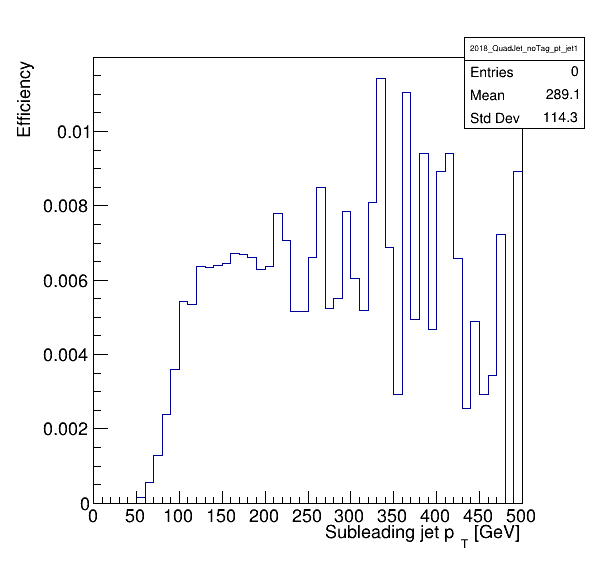 2018_QuadJet_noTag_pt_jet1
Entries 0
Mean 289.1
Std Dev 114.3
Efficiency
0.01
0.008
0.006
0.004
0.002
0
0 50 100 150 200 250 300 350 400 450 500
Subleading jet p T [GeV]